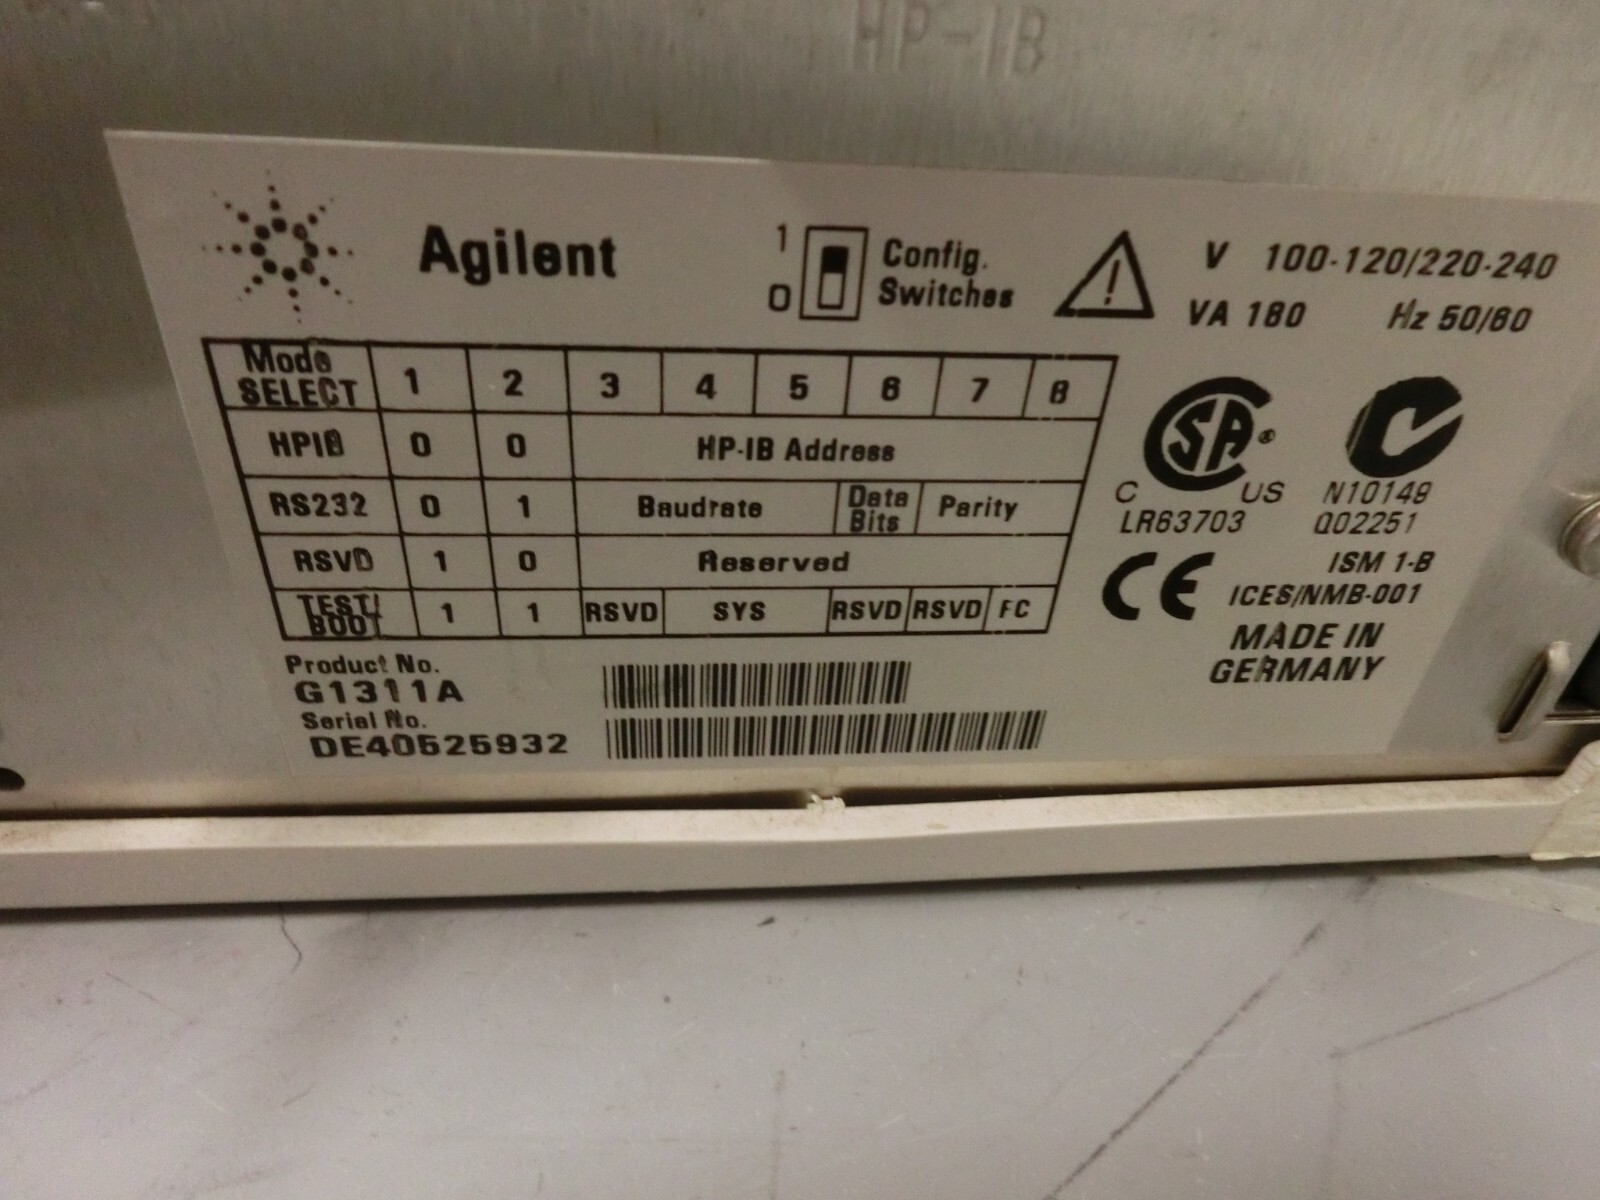 HP-IB
Agilent
1
0
Config.
Switches
V 100-120/220-240
VA 180 Hz 50/60
Mode SELECT 1 2 3 4 5 6 7 8
HPIB 0 0 HP-IB Address
RS232 0 1 Baudrate Data Bits Parity
RSVD 1 0 Reserved
TEST/BOOT 1 1 RSVD SYS RSVD RSVD FC
CSA®
C US
LR63703
N10149
Q02251
CE
ISM 1-B
ICES/NMB-001
MADE IN
GERMANY
Product No.
G1311A
Serial No.
DE40525932